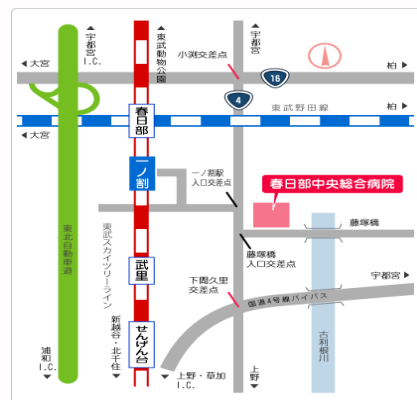 宇都宮
I.C.
東武動物公園
宇都宮
小渕交差点
大宮
柏
16
4
東武野田線
春日部
大宮
柏
一ノ割
一ノ割駅
入口交差点
春日部中央総合病院
藤塚橋
東北自動車道
東武スカイツリーライン
武里
藤塚橋
入口交差点
下間久里
交差点
宇都宮
国道4号線バイパス
古利根川
せんげん台
新越谷・北千住
浦和
I.C.
上野・草加
I.C.
上野